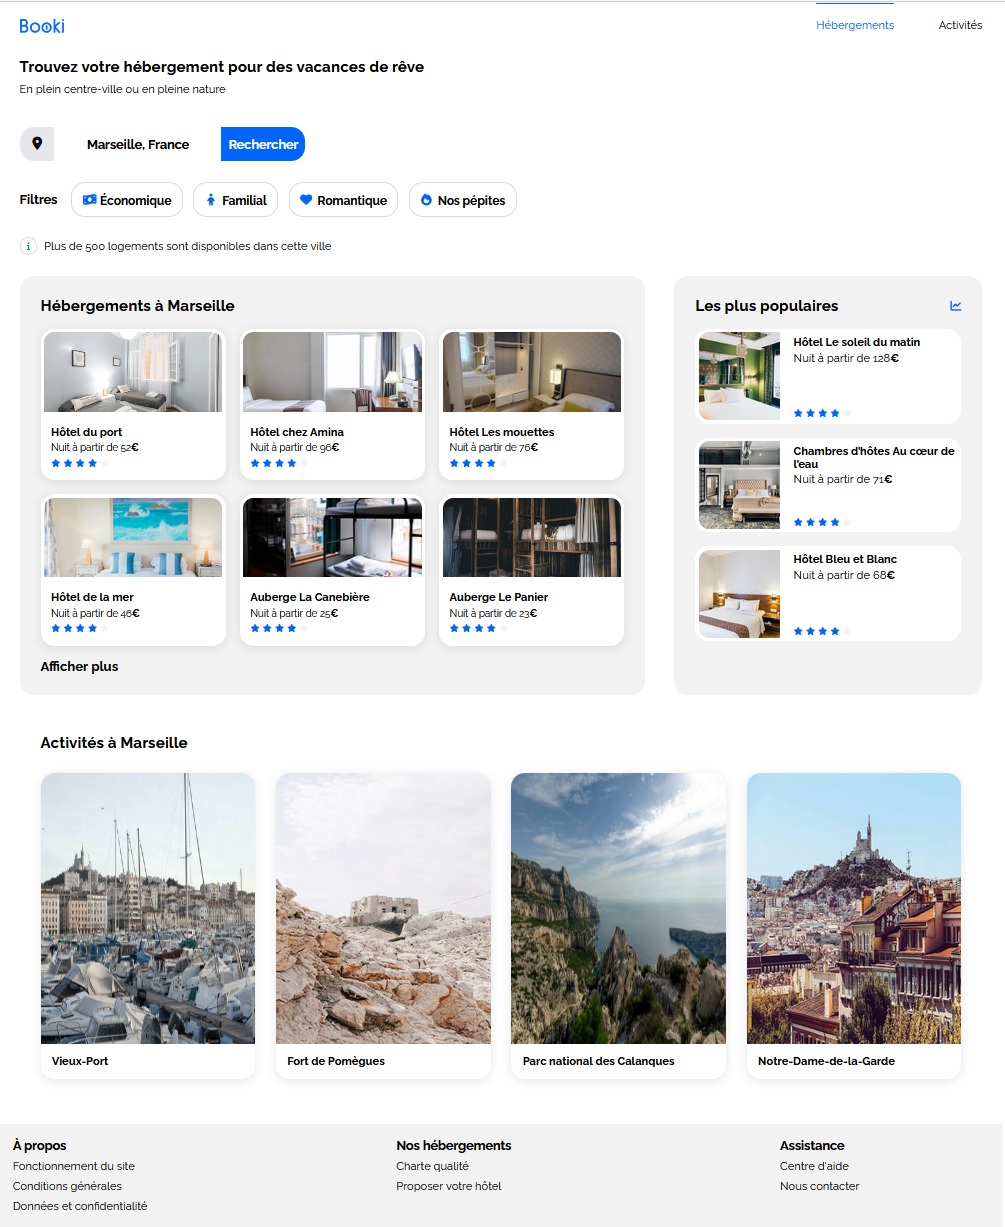 Booki
Hébergements
Activités
Trouvez votre hébergement pour des vacances de rêve
En plein centre-ville ou en pleine nature
Marseille, France
Rechercher
Filtres
Économique
Familial
Romantique
Nos pépites
i
Plus de 500 logements sont disponibles dans cette ville
Hébergements à Marseille
Hôtel du port
Nuit à partir de 52€
Hôtel chez Amina
Nuit à partir de 96€
Hôtel Les mouettes
Nuit à partir de 76€
Hôtel de la mer
Nuit à partir de 46€
Auberge La Canebière
Nuit à partir de 25€
Auberge Le Panier
Nuit à partir de 23€
Afficher plus
Les plus populaires
Hôtel Le soleil du matin
Nuit à partir de 128€
Chambres d'hôtes Au cœur de
l'eau
Nuit à partir de 71€
Hôtel Bleu et Blanc
Nuit à partir de 68€
Activités à Marseille
Vieux-Port
Fort de Pomègues
Parc national des Calanques
Notre-Dame-de-la-Garde
À propos
Fonctionnement du site
Conditions générales
Données et confidentialité
Nos hébergements
Charte qualité
Proposer votre hôtel
Assistance
Centre d'aide
Nous contacter